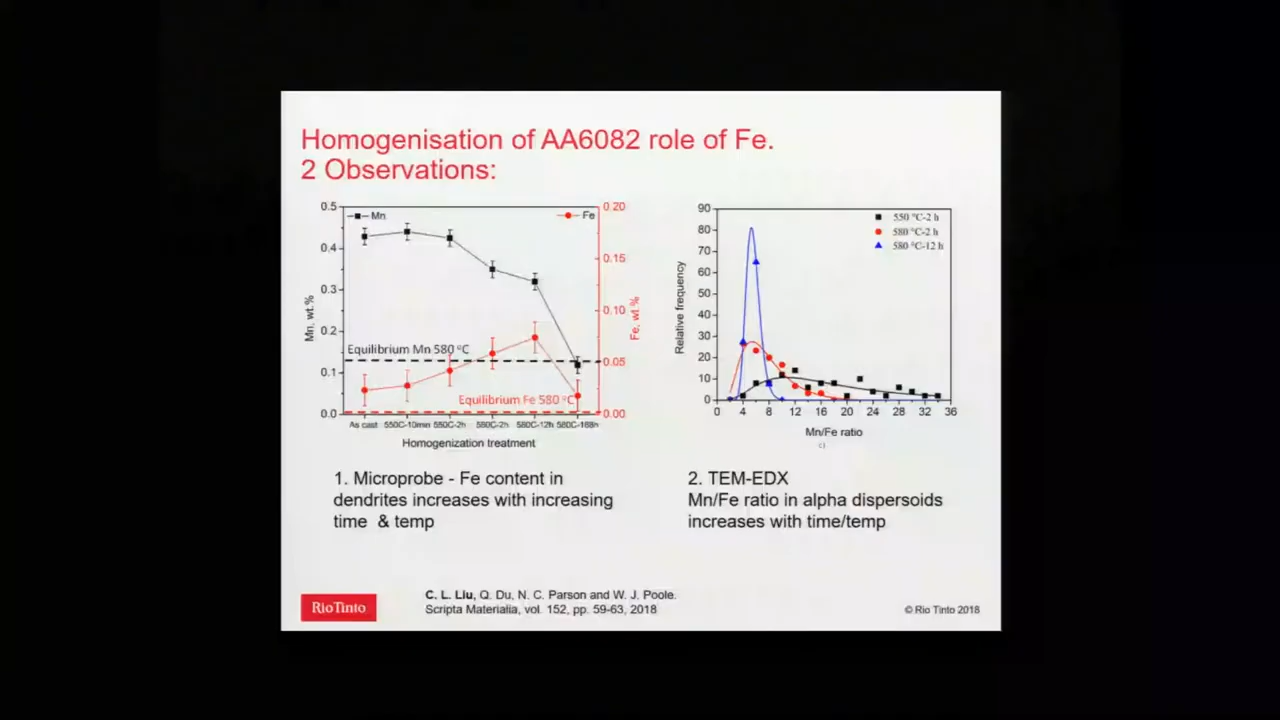 Homogenisation of AA6082 role of Fe.
2 Observations:
0.5
0.4
0.3
0.2
0.1
0.0
Mn, wt.%
Mn
Fe
0.20
0.15
0.10
0.05
0.00
Fe, wt.%
Equilibrium Mn 580 °C
Equilibrium Fe 580 °C
As cast 550C-10min 550C-2h 580C-2h 580C-12h 580C-168h
Homogenization treatment
90
80
70
60
50
40
30
20
10
0
Relative frequency
550 °C-2 h
580 °C-2 h
580 °C-12 h
0 4 8 12 16 20 24 28 32 36
Mn/Fe ratio
c)
1. Microprobe - Fe content in
dendrites increases with increasing
time & temp
2. TEM-EDX
Mn/Fe ratio in alpha dispersoids
increases with time/temp
RioTinto
C. L. Liu, Q. Du, N. C. Parson and W. J. Poole.
Scripta Materialia, vol. 152, pp. 59-63, 2018
© Rio Tinto 2018